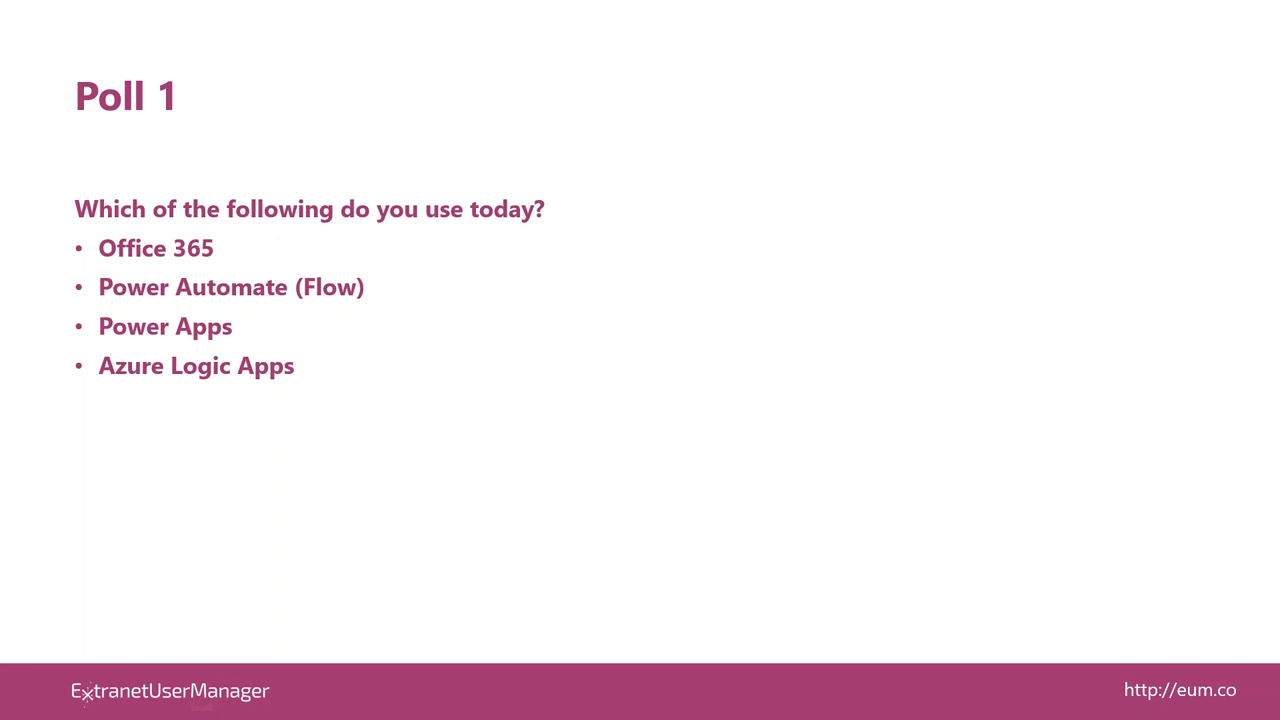 Poll 1
Which of the following do you use today?
• Office 365
• Power Automate (Flow)
• Power Apps
• Azure Logic Apps
ExtranetUserManager
http://eum.co